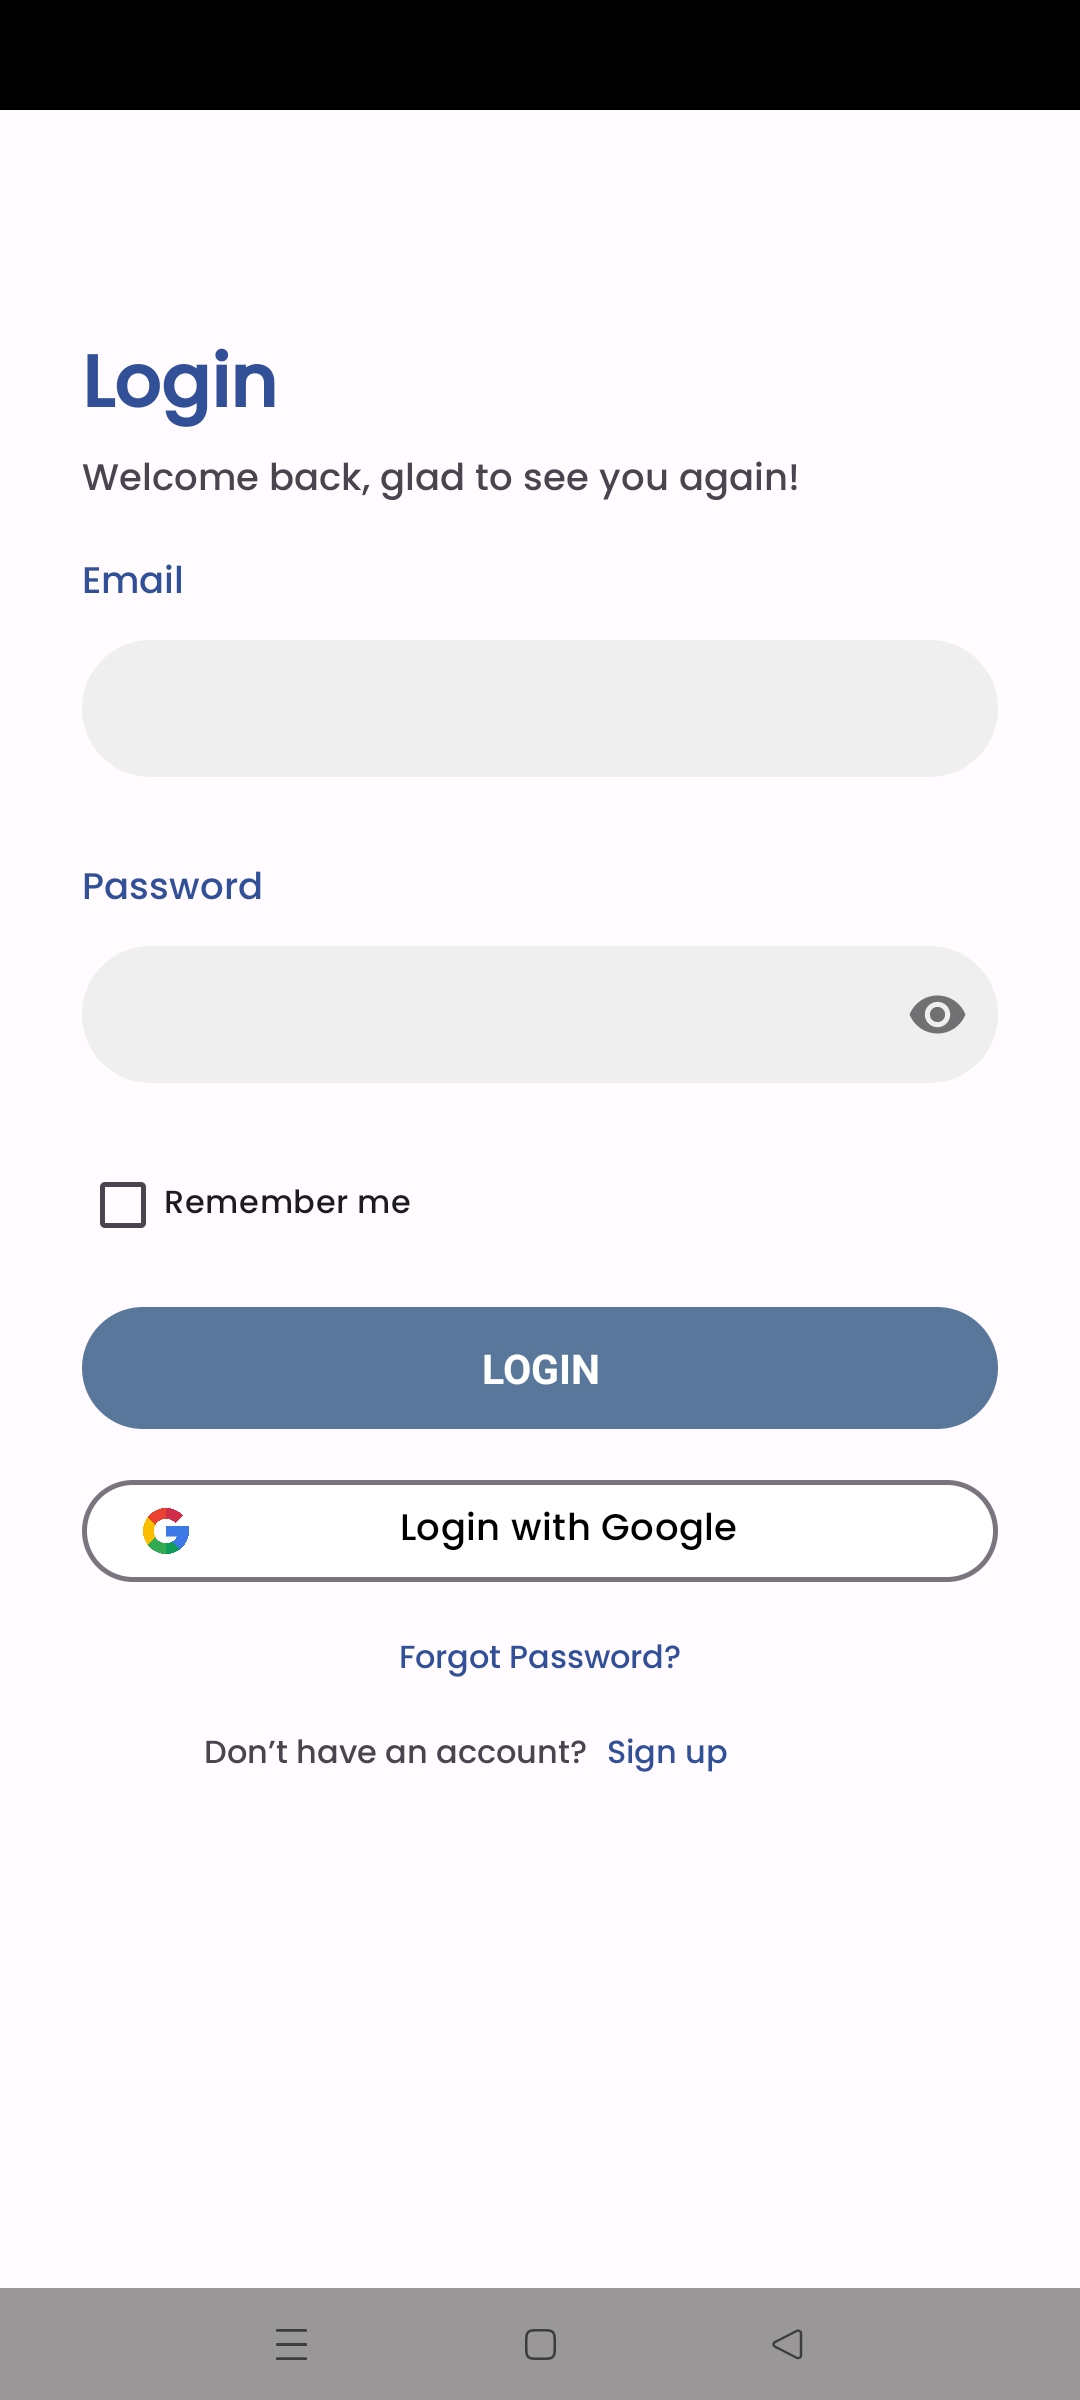 Login
Welcome back, glad to see you again!
Email
Password
Remember me
LOGIN
Login with Google
Forgot Password?
Don’t have an account? Sign up